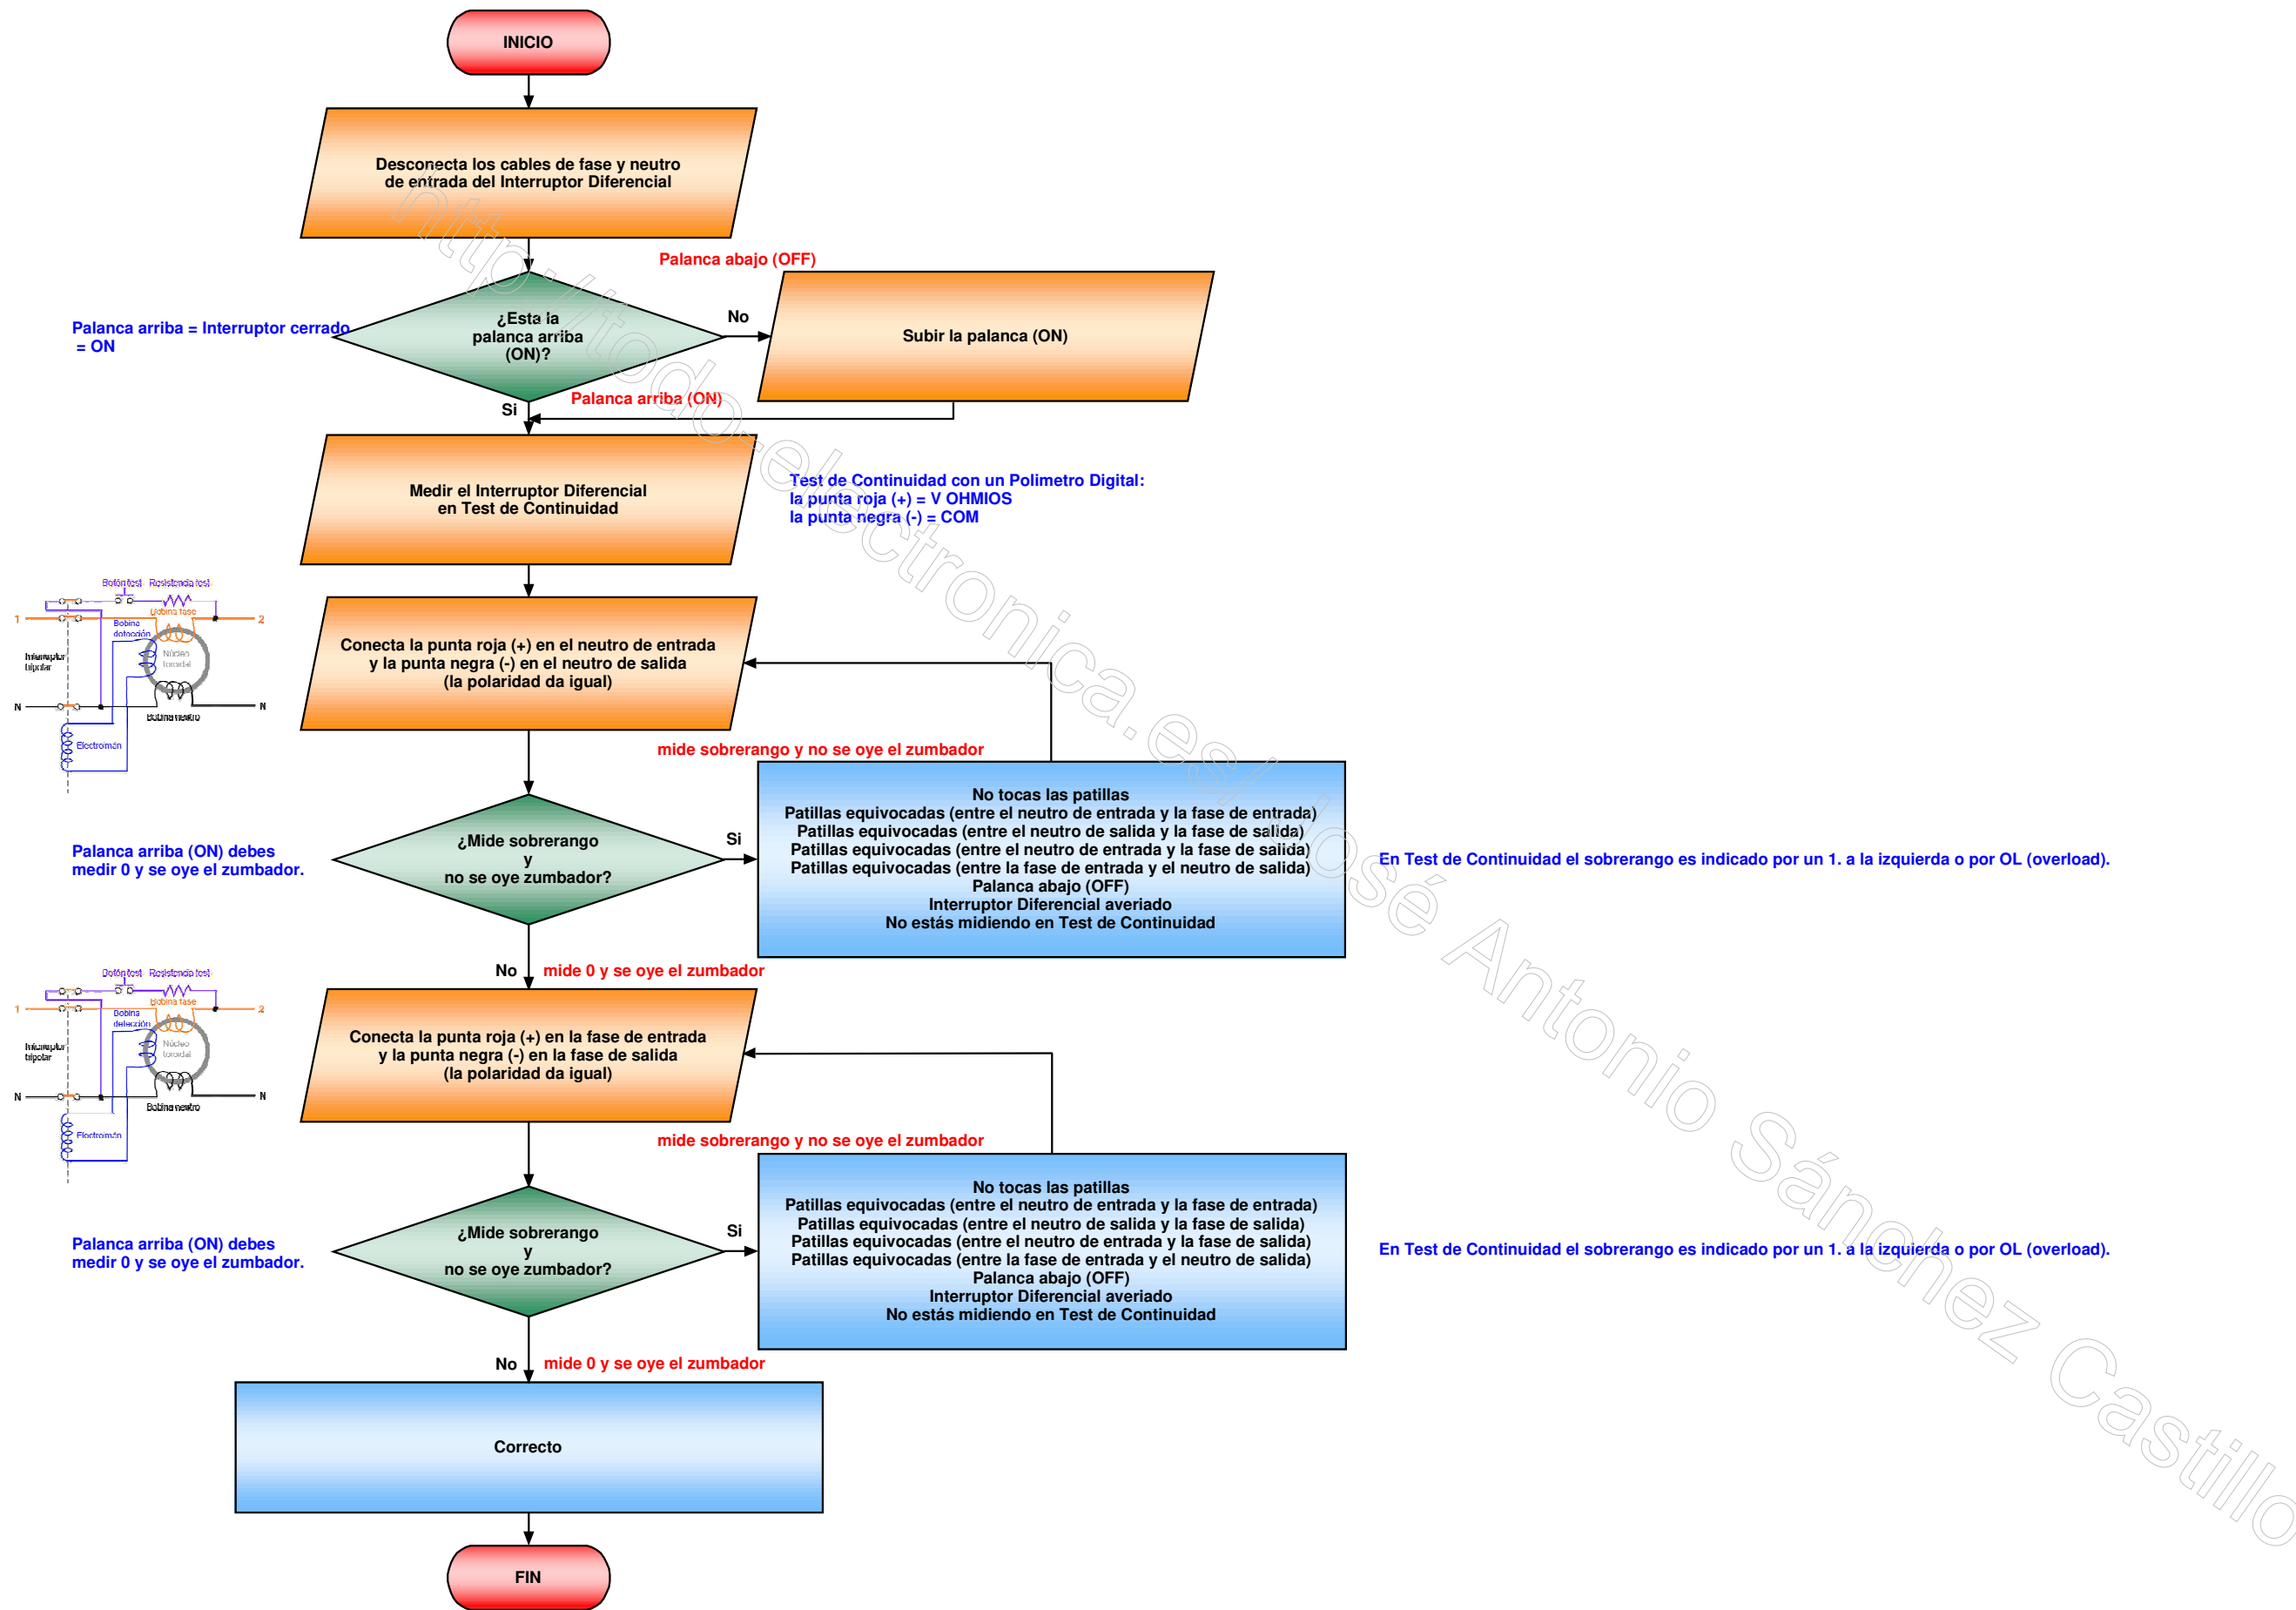 INICIO
Desconecta los cables de fase y neutro
de entrada del Interruptor Diferencial
Palanca abajo (OFF)
Palanca arriba = Interruptor cerrado
= ON
¿Esta la
palanca arriba
(ON)?
No
Subir la palanca (ON)
Si
Palanca arriba (ON)
Medir el Interruptor Diferencial
en Test de Continuidad
Test de Continuidad con un Polimetro Digital:
la punta roja (+) = V OHMIOS
la punta negra (-) = COM
Botón test Resistencia test
Bobina fase
1
2
Bobina
detección
Núcleo
toroidal
Interruptor
bipolar
N
N
Bobina neutro
Electroimán
Conecta la punta roja (+) en el neutro de entrada
y la punta negra (-) en el neutro de salida
(la polaridad da igual)
mide sobrerango y no se oye el zumbador
Palanca arriba (ON) debes
medir 0 y se oye el zumbador.
¿Mide sobrerango
y
no se oye zumbador?
Si
No tocas las patillas
Patillas equivocadas (entre el neutro de entrada y la fase de entrada)
Patillas equivocadas (entre el neutro de salida y la fase de salida)
Patillas equivocadas (entre el neutro de entrada y la fase de salida)
Patillas equivocadas (entre la fase de entrada y el neutro de salida)
Palanca abajo (OFF)
Interruptor Diferencial averiado
No estás midiendo en Test de Continuidad
En Test de Continuidad el sobrerango es indicado por un 1. a la izquierda o por OL (overload).
No
mide 0 y se oye el zumbador
Botón test Resistencia test
Bobina fase
1
2
Bobina
detección
Núcleo
toroidal
Interruptor
bipolar
N
N
Bobina neutro
Electroimán
Conecta la punta roja (+) en la fase de entrada
y la punta negra (-) en la fase de salida
(la polaridad da igual)
mide sobrerango y no se oye el zumbador
Palanca arriba (ON) debes
medir 0 y se oye el zumbador.
¿Mide sobrerango
y
no se oye zumbador?
Si
No tocas las patillas
Patillas equivocadas (entre el neutro de entrada y la fase de entrada)
Patillas equivocadas (entre el neutro de salida y la fase de salida)
Patillas equivocadas (entre el neutro de entrada y la fase de salida)
Patillas equivocadas (entre la fase de entrada y el neutro de salida)
Palanca abajo (OFF)
Interruptor Diferencial averiado
No estás midiendo en Test de Continuidad
En Test de Continuidad el sobrerango es indicado por un 1. a la izquierda o por OL (overload).
No
mide 0 y se oye el zumbador
Correcto
FIN
http://todo-electronica.es/ José Antonio Sánchez Castillo